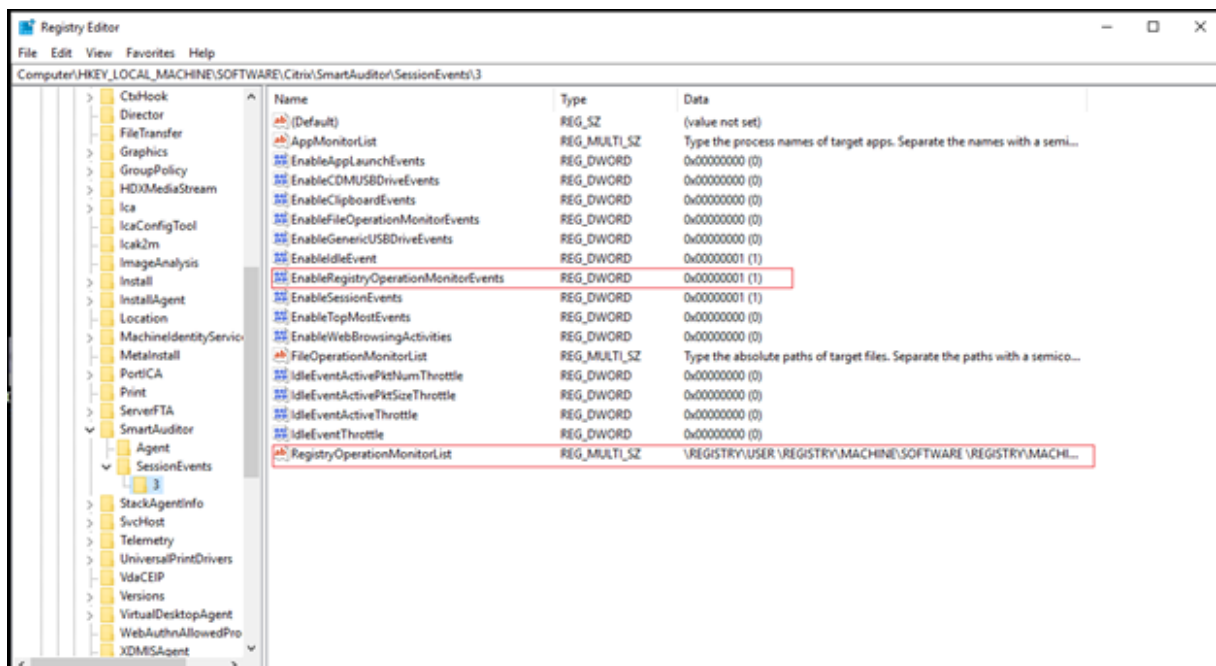 Registry Editor
File Edit View Favorites Help
Computer\HKEY_LOCAL_MACHINE\SOFTWARE\Citrix\SmartAuditor\SessionEvents\3
CtxHook
Director
FileTransfer
Graphics
GroupPolicy
HDXMediaStream
Ica
IcaConfigTool
Icak2m
ImageAnalysis
Install
InstallAgent
Location
MachineIdentityServic
MetaInstall
PortICA
Print
ServerFTA
SmartAuditor
Agent
SessionEvents
3
StackAgentInfo
SvcHost
Telemetry
UniversalPrintDrivers
VdaCEIP
Versions
VirtualDesktopAgent
WebAuthnAllowedPro
XDMISAgent
Name Type Data
(Default) REG_SZ (value not set)
AppMonitorList REG_MULTI_SZ Type the process names of target apps. Separate the names with a semi...
EnableAppLaunchEvents REG_DWORD 0x00000000 (0)
EnableCDMUSBDriveEvents REG_DWORD 0x00000000 (0)
EnableClipboardEvents REG_DWORD 0x00000000 (0)
EnableFileOperationMonitorEvents REG_DWORD 0x00000000 (0)
EnableGenericUSBDriveEvents REG_DWORD 0x00000000 (0)
EnableIdleEvent REG_DWORD 0x00000001 (1)
EnableRegistryOperationMonitorEvents REG_DWORD 0x00000001 (1)
EnableSessionEvents REG_DWORD 0x00000001 (1)
EnableTopMostEvents REG_DWORD 0x00000000 (0)
EnableWebBrowsingActivities REG_DWORD 0x00000000 (0)
FileOperationMonitorList REG_MULTI_SZ Type the absolute paths of target files. Separate the paths with a semico...
IdleEventActivePktNumThrottle REG_DWORD 0x00000000 (0)
IdleEventActivePktSizeThrottle REG_DWORD 0x00000000 (0)
IdleEventActiveThrottle REG_DWORD 0x00000000 (0)
IdleEventThrottle REG_DWORD 0x00000000 (0)
RegistryOperationMonitorList REG_MULTI_SZ \REGISTRY\USER \REGISTRY\MACHINE\SOFTWARE \REGISTRY\MACHI...